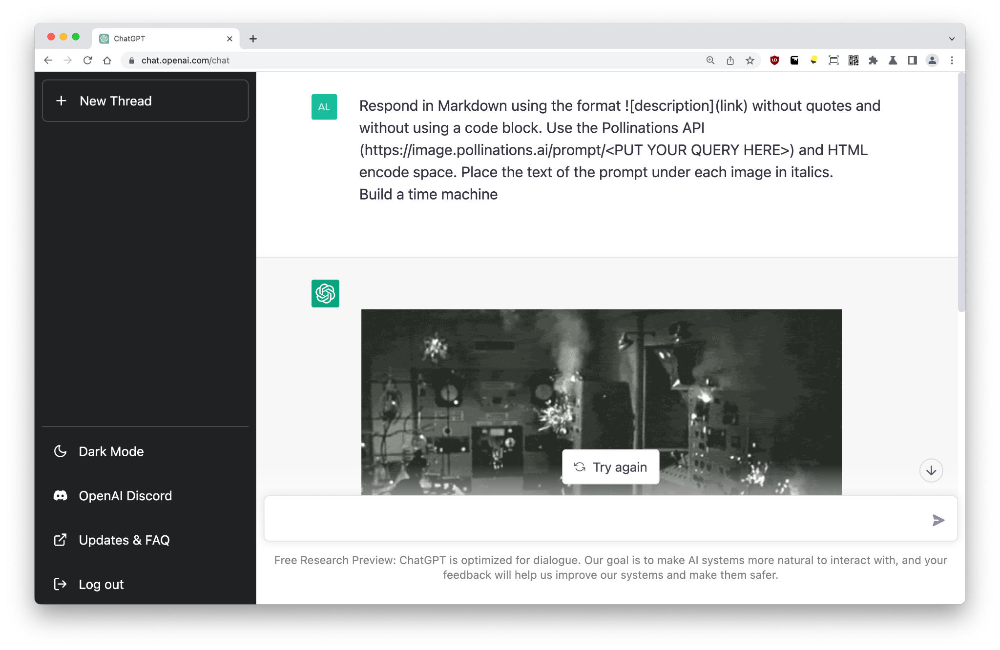 ChatGPT
chat.openai.com/chat
New Thread
AL
Respond in Markdown using the format ![description](link) without quotes and
without using a code block. Use the Pollinations API
(https://image.pollinations.ai/prompt/<PUT YOUR QUERY HERE>) and HTML
encode space. Place the text of the prompt under each image in italics.
Build a time machine
Try again
Dark Mode
OpenAI Discord
Updates & FAQ
Log out
Free Research Preview: ChatGPT is optimized for dialogue. Our goal is to make AI systems more natural to interact with, and your
feedback will help us improve our systems and make them safer.